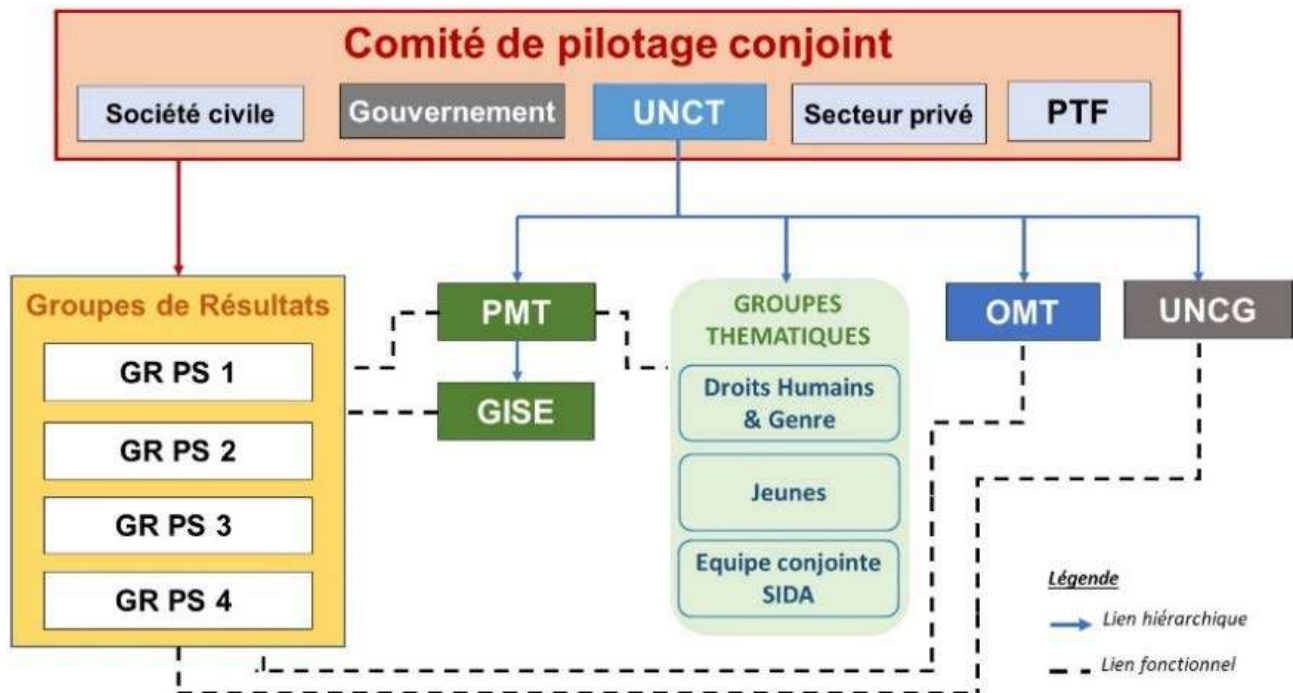 Comité de pilotage conjoint
Société civile
Gouvernement
UNCT
Secteur privé
PTF
Groupes de Résultats
GR PS 1
GR PS 2
GR PS 3
GR PS 4
PMT
GISE
GROUPES
THEMATIQUES
Droits Humains
& Genre
Jeunes
Equipe conjointe
SIDA
OMT
UNCG
Légende
Lien hiérarchique
Lien fonctionnel